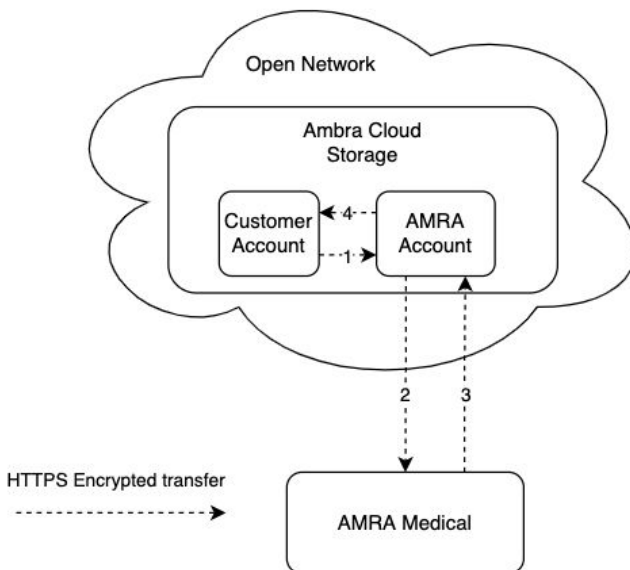 Open Network
Ambra Cloud
Storage
Customer
Account
4
1
AMRA
Account
2
3
HTTPS Encrypted transfer
AMRA Medical